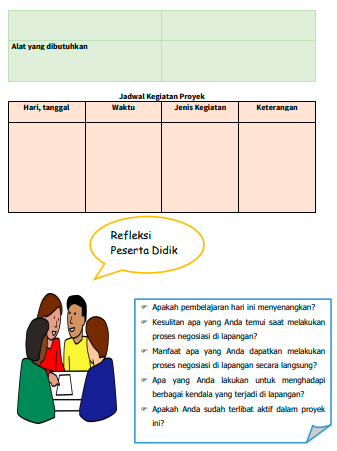 Alat yang dibutuhkan
Jadwal Kegiatan Proyek
Hari, tanggal Waktu Jenis Kegiatan Keterangan
Refleksi
Peserta Didik
☞ Apakah pembelajaran hari ini menyenangkan?
☞ Kesulitan apa yang Anda temui saat melakukan
proses negosiasi di lapangan?
☞ Manfaat apa yang Anda dapatkan melakukan
proses negosiasi di lapangan secara langsung?
☞ Apa yang Anda lakukan untuk menghadapi
berbagai kendala yang terjadi di lapangan?
☞ Apakah Anda sudah terlibat aktif dalam proyek
ini?